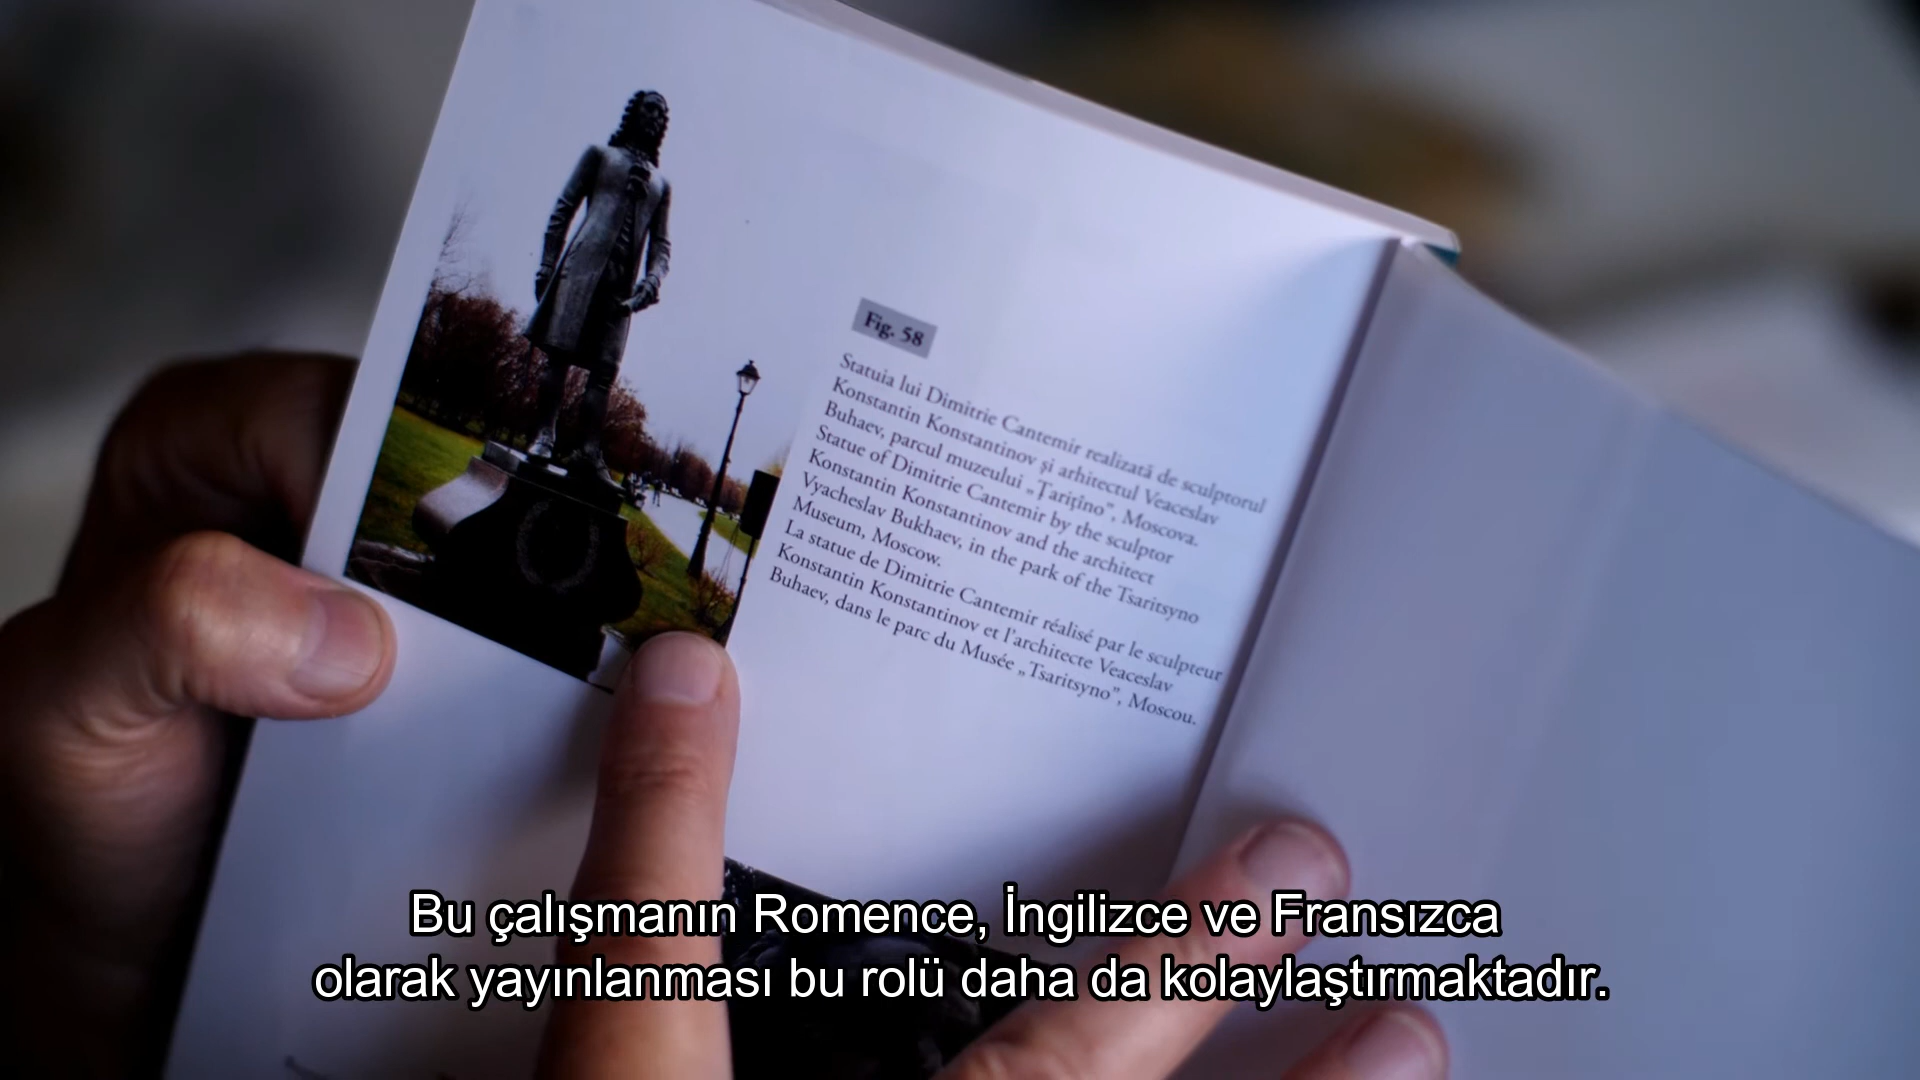 Fig. 58
Statuia lui Dimitrie Cantemir realizată de sculptorul
Konstantin Konstantinov și arhitectul Veaceslav
Buhaev, parcul muzeului „Țarițîno”, Moscova.
Statue of Dimitrie Cantemir by the sculptor
Konstantin Konstantinov and the architect
Vyacheslav Bukhaev, in the park of the Tsaritsyno
Museum, Moscow.
La statue de Dimitrie Cantemir réalisé par le sculpteur
Konstantin Konstantinov et l'architecte Veaceslav
Buhaev, dans le parc du Musée „Tsaritsyno”, Moscou.
Bu çalışmanın Romence, İngilizce ve Fransızca
olarak yayınlanması bu rolü daha da kolaylaştırmaktadır.